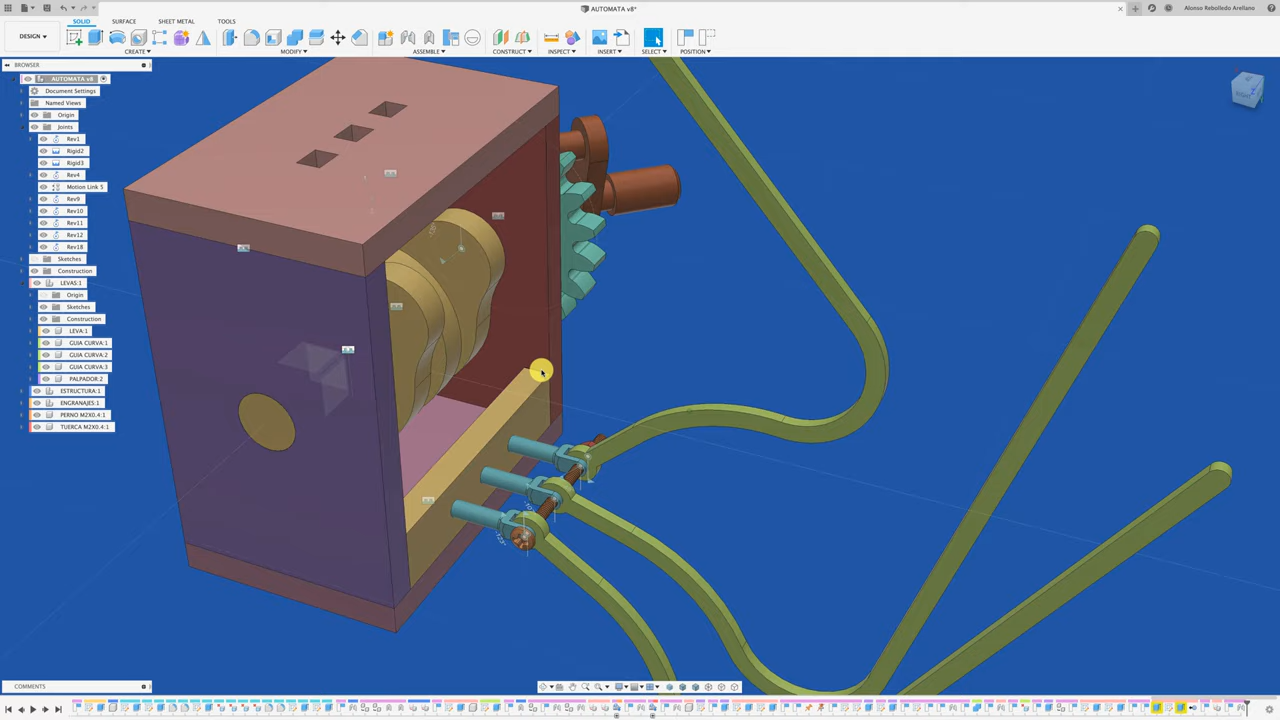 AUTOMATA v8*
Alonso Rebolledo Arellano
SOLID
SURFACE
SHEET METAL
TOOLS
DESIGN
CREATE
MODIFY
ASSEMBLE
CONSTRUCT
INSPECT
INSERT
SELECT
POSITION
BROWSER
AUTOMATA v8
Document Settings
Named Views
Origin
Joints
Rev1
Rigid2
Rigid3
Rev4
Motion Link 5
Rev9
Rev10
Rev11
Rev12
Rev18
Sketches
Construction
LEVAS:1
Origin
Sketches
Construction
LEVA:1
GUIA CURVA:1
GUIA CURVA:2
GUIA CURVA:3
PALPADOR:2
ESTRUCTURA:1
ENGRANAJES:1
PERNO M2X0.4:1
TUERCA M2X0.4:1
COMMENTS